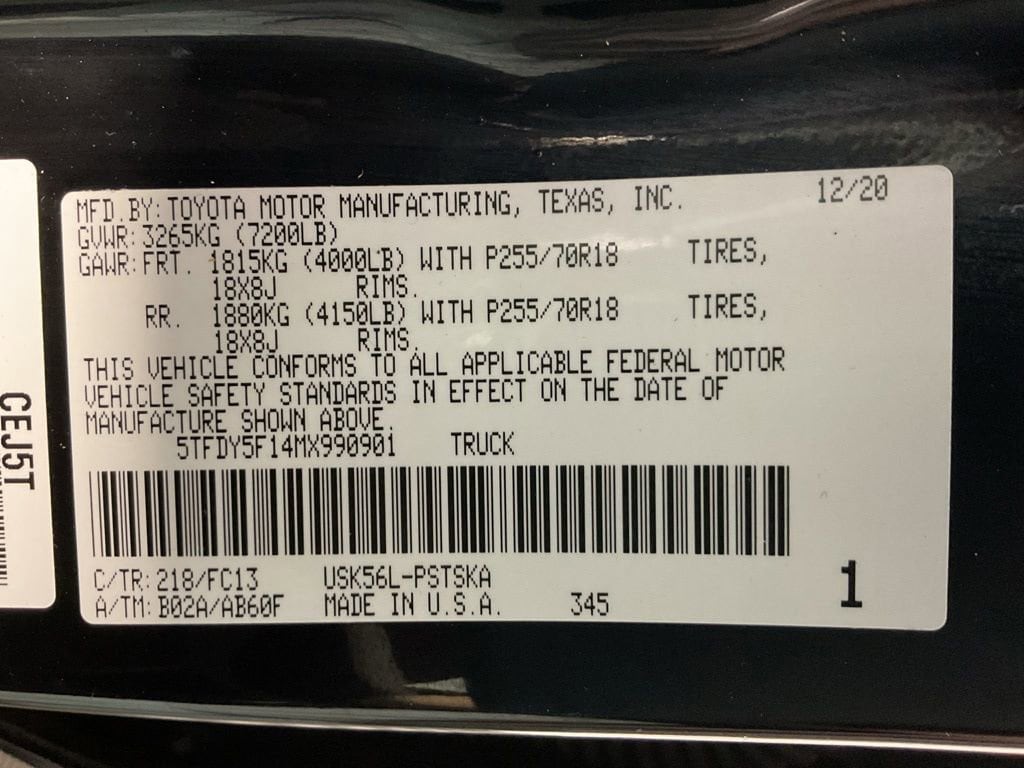 MFD.BY: TOYOTA MOTOR MANUFACTURING, TEXAS, INC. 12/20
GVWR: 3265KG (7200LB)
GAWR: FRT. 1815KG (4000LB) WITH P255/70R18 TIRES,
18X8J RIMS.
RR. 1880KG (4150LB) WITH P255/70R18 TIRES,
18X8J RIMS.
THIS VEHICLE CONFORMS TO ALL APPLICABLE FEDERAL MOTOR
VEHICLE SAFETY STANDARDS IN EFFECT ON THE DATE OF
MANUFACTURE SHOWN ABOVE.
5TFDY5F14MX990901 TRUCK
C/TR: 218/FC13 USK56L-PSTSKA
A/TM: B02A/AB60F MADE IN U.S.A. 345
1
CEJ5T